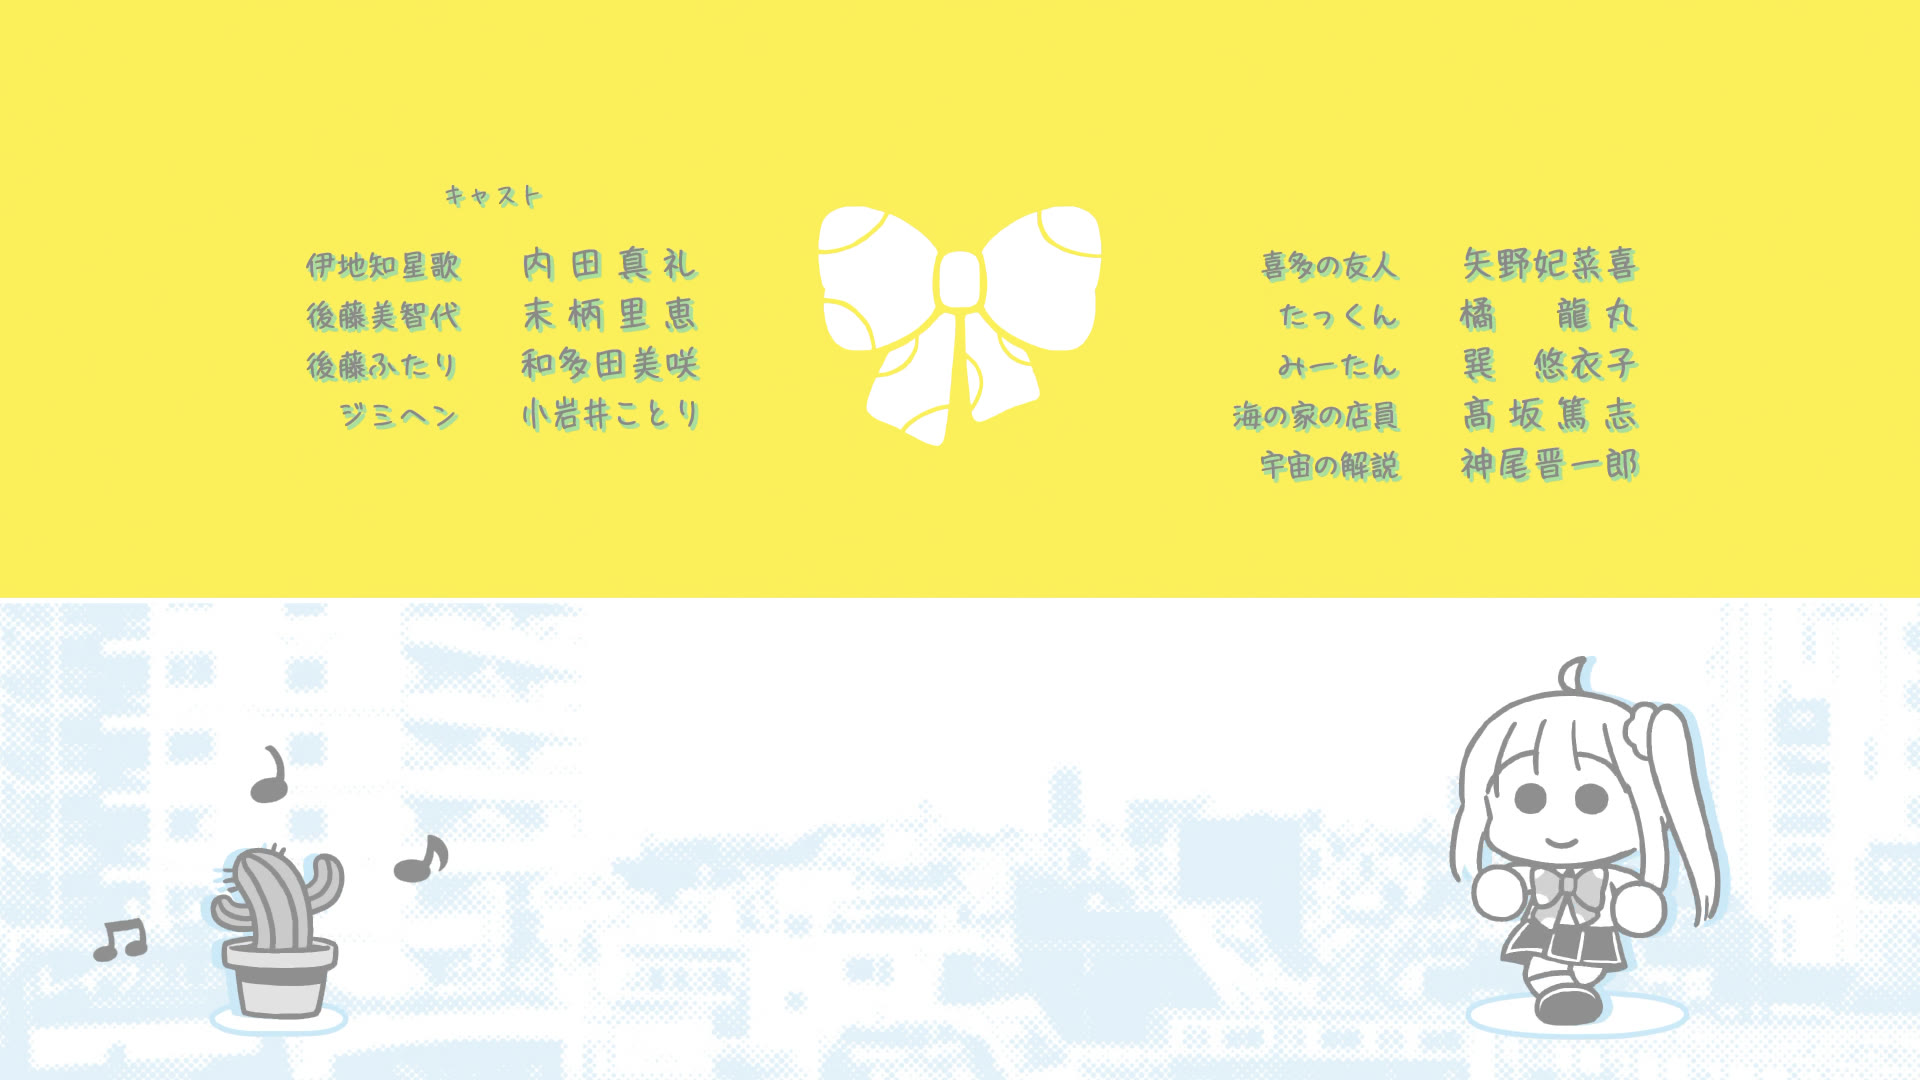 キャスト
伊地知星歌 内田真礼
後藤美智代 末柄里恵
後藤ふたり 和多田美咲
ジミヘン 小岩井ことり
喜多の友人 矢野妃菜喜
たっくん 橘 龍丸
みーたん 巽 悠衣子
海の家の店員 髙坂篤志
宇宙の解説 神尾晋一郎